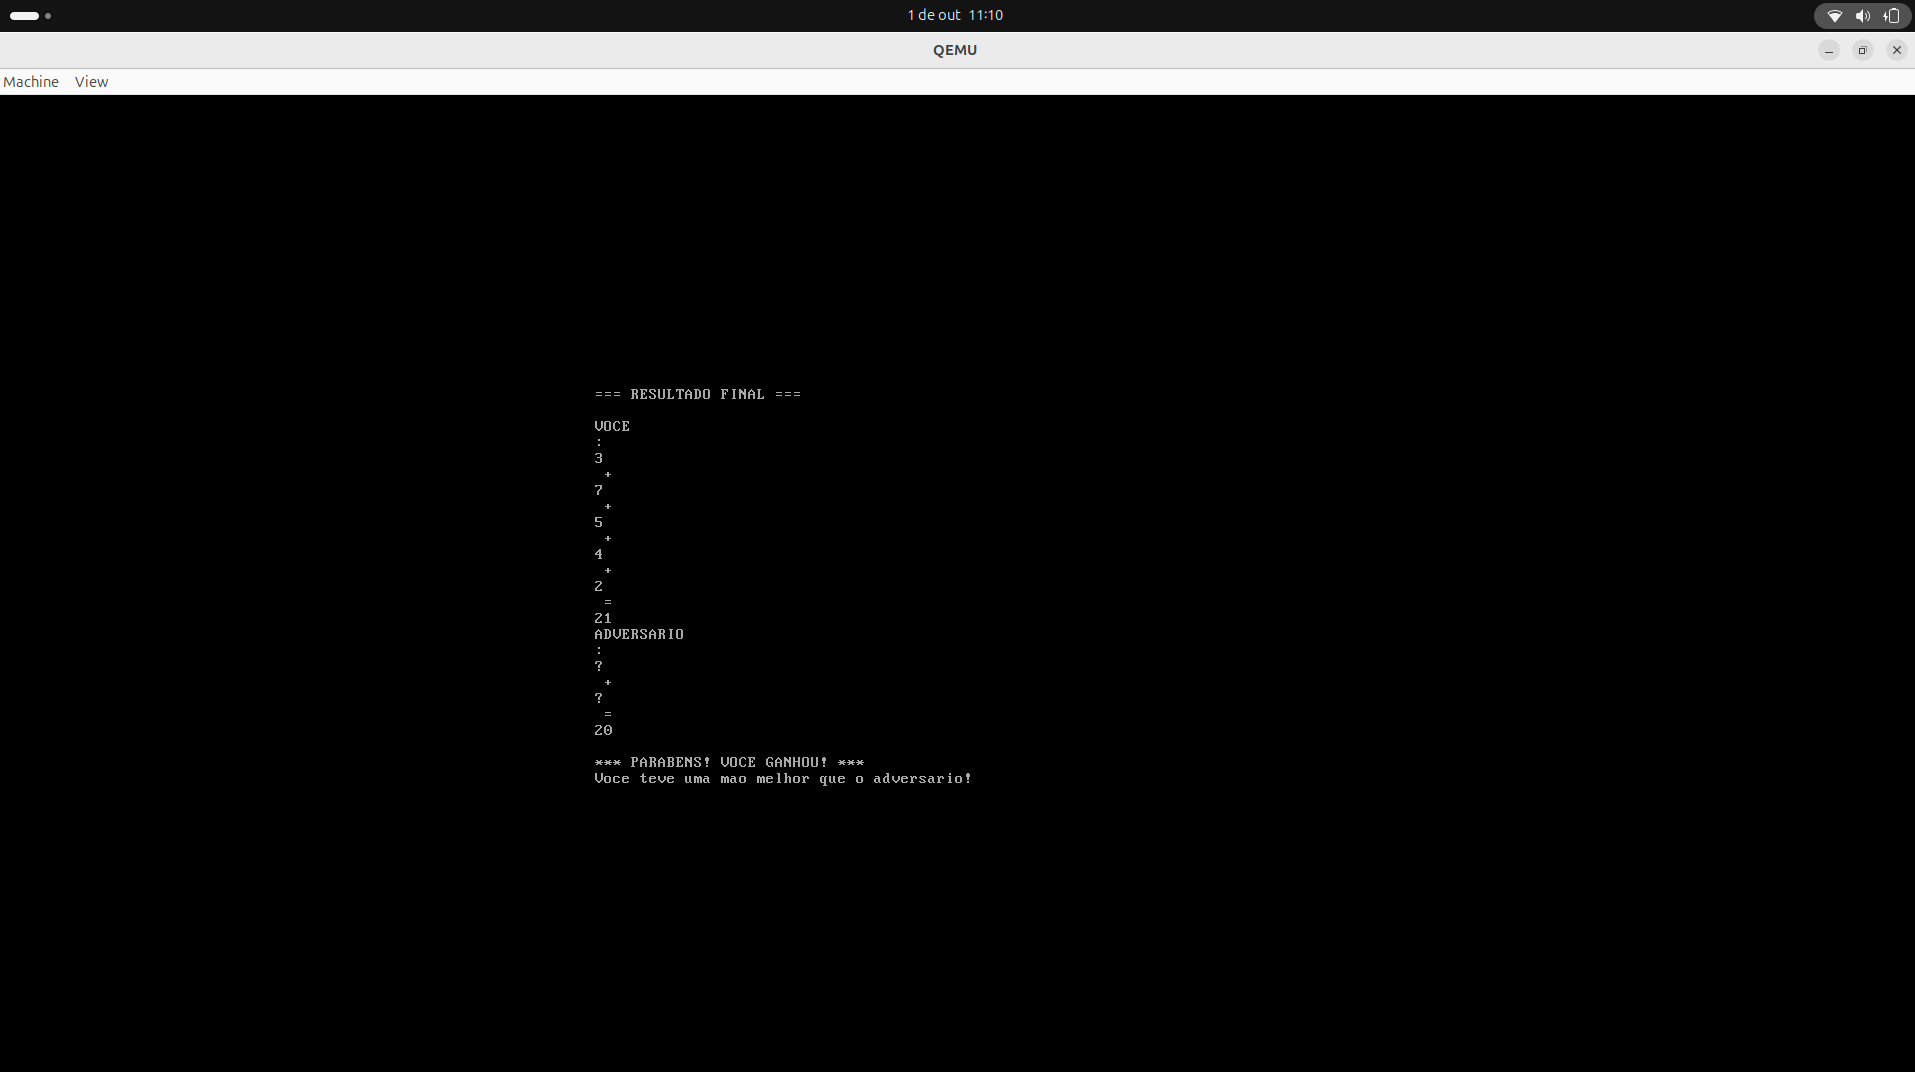 1 de out 11:10
QEMU
Machine View
=== RESULTADO FINAL ===
VOCE
:
3
+
7
+
5
+
4
+
2
=
21
ADVERSARIO
:
?
+
?
=
20
*** PARABENS! VOCE GANHOU! ***
Voce teve uma mao melhor que o adversario!